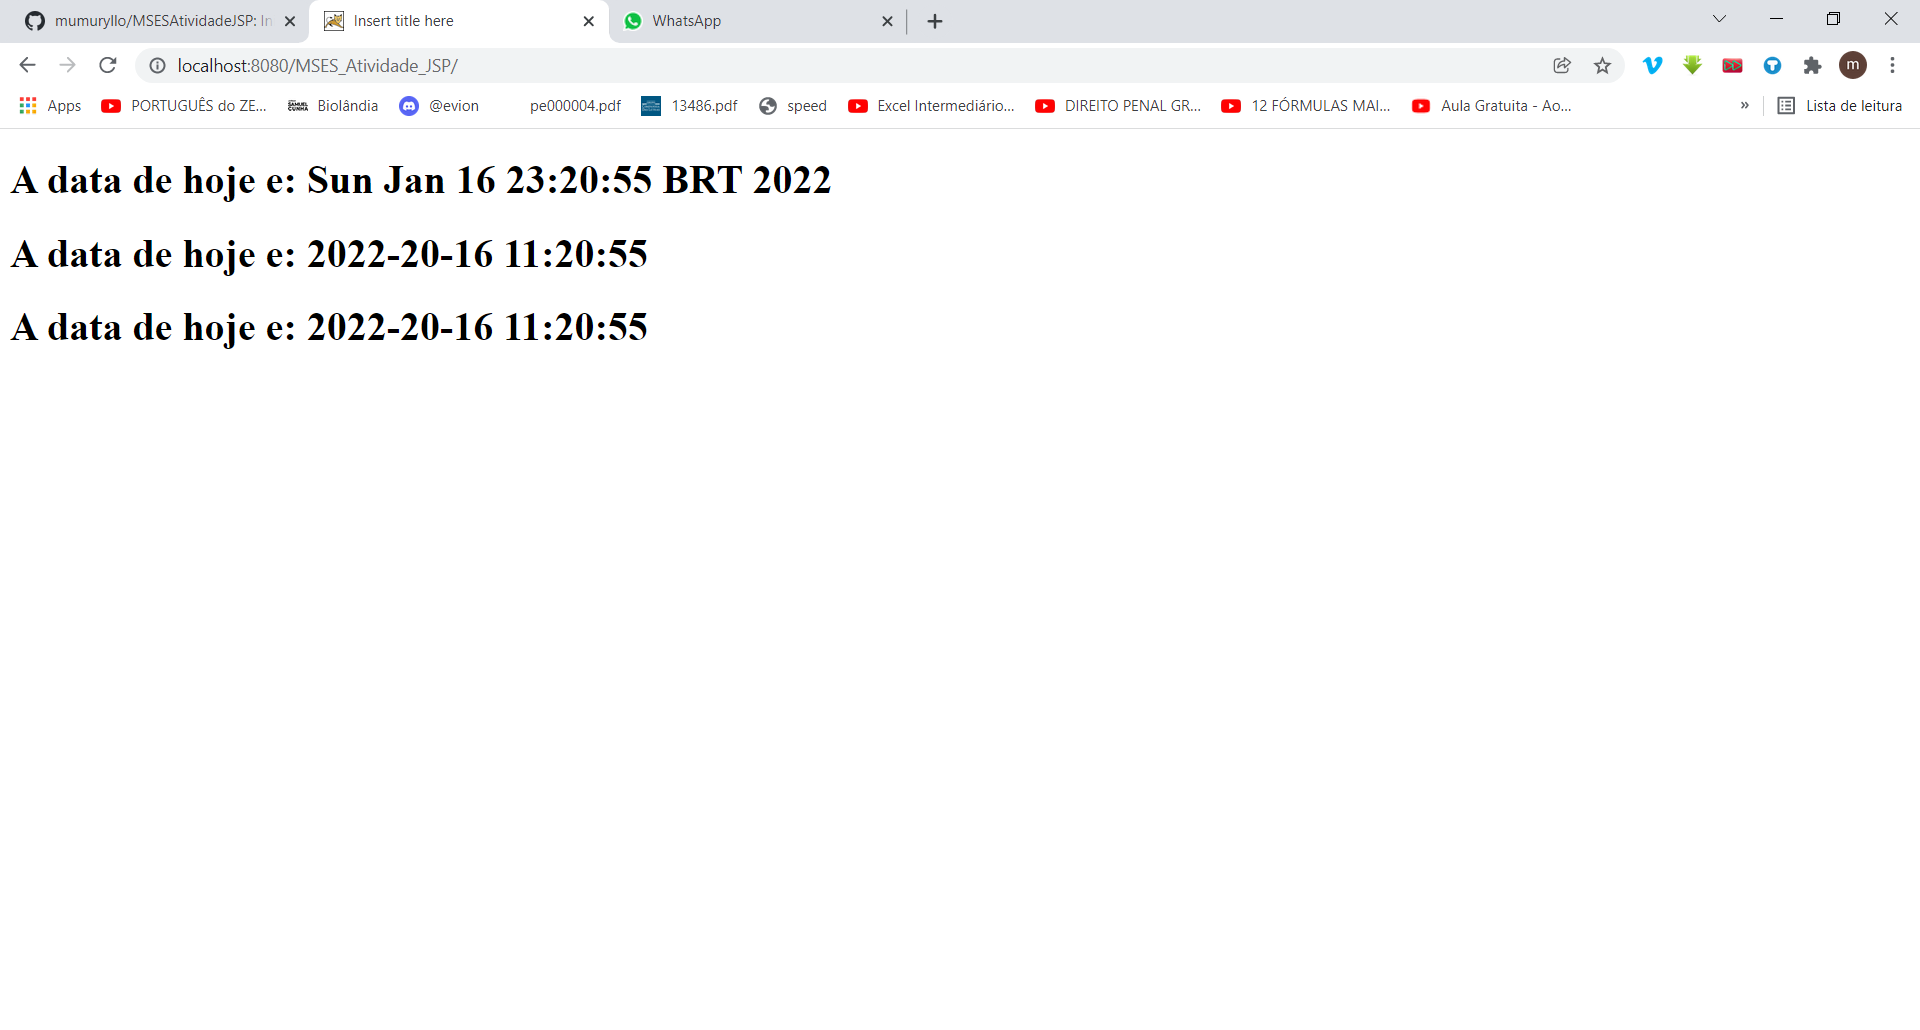 mumuryllo/MSESAtividadeJSP: In
Insert title here
WhatsApp
localhost:8080/MSES_Atividade_JSP/
m
Apps
PORTUGUÊS do ZE...
SAMUEL CUNHA
Biolândia
@evion
pe000004.pdf
13486.pdf
speed
Excel Intermediário...
DIREITO PENAL GR...
12 FÓRMULAS MAI...
Aula Gratuita - Ao...
»
Lista de leitura
A data de hoje e: Sun Jan 16 23:20:55 BRT 2022
A data de hoje e: 2022-20-16 11:20:55
A data de hoje e: 2022-20-16 11:20:55